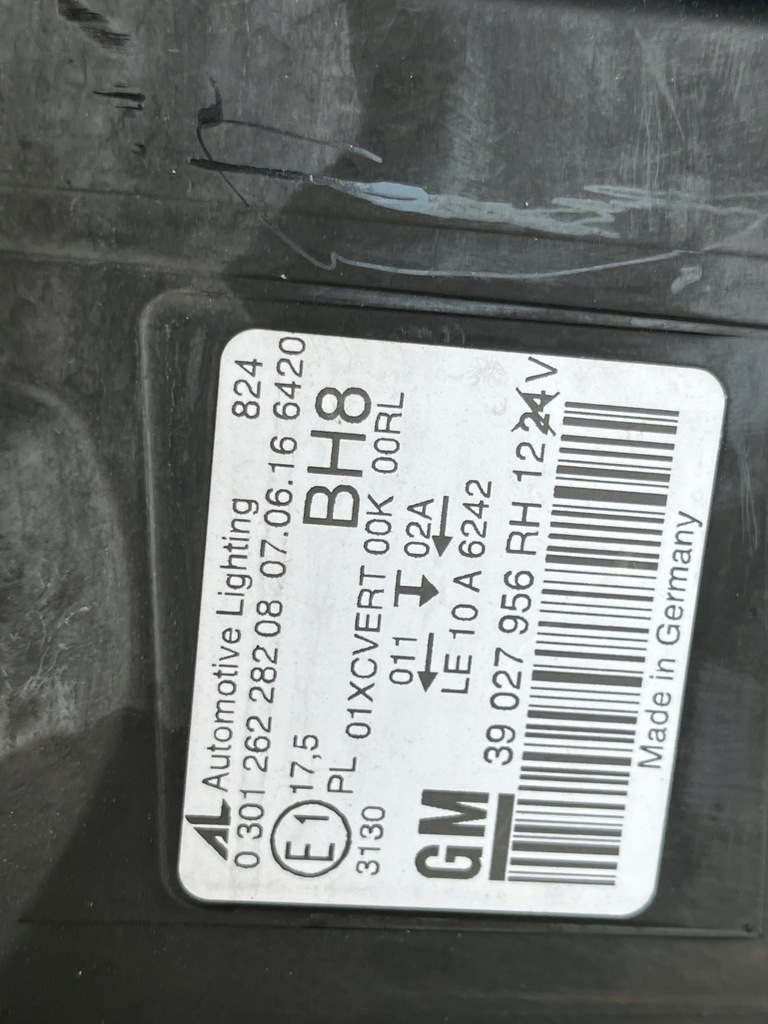 AL Automotive Lighting 824
0 301 262 282 08 07.06.16 6420
E1 17,5 BH8
PL 01XCVERT 00K 00RL
3130 011 02A
LE 10 A 6242
GM 39 027 956 RH 12 24 V
Made in Germany